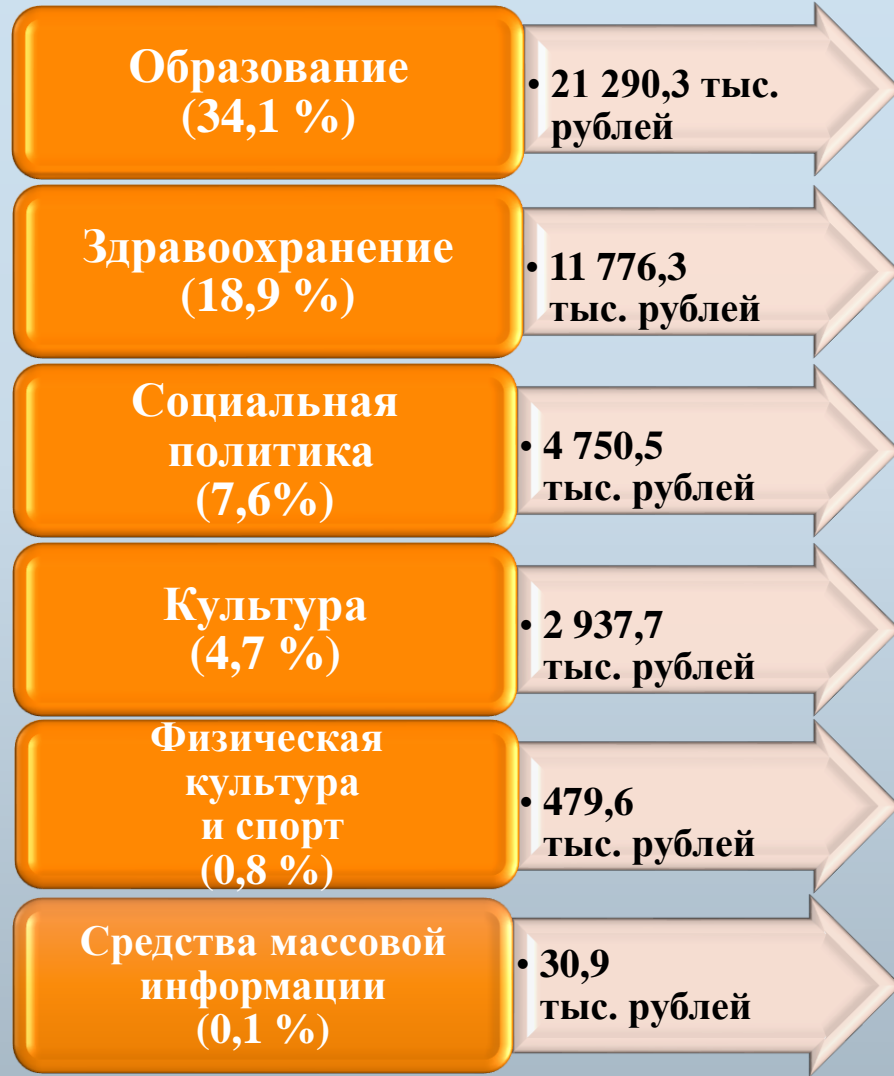 Образование
(34,1 %)
• 21 290,3 тыс.
рублей
Здравоохранение
(18,9 %)
• 11 776,3
тыс. рублей
Социальная
политика
(7,6%)
• 4 750,5
тыс. рублей
Культура
(4,7 %)
• 2 937,7
тыс. рублей
Физическая
культура
и спорт
(0,8 %)
• 479,6
тыс. рублей
Средства массовой
информации
(0,1 %)
• 30,9
тыс. рублей